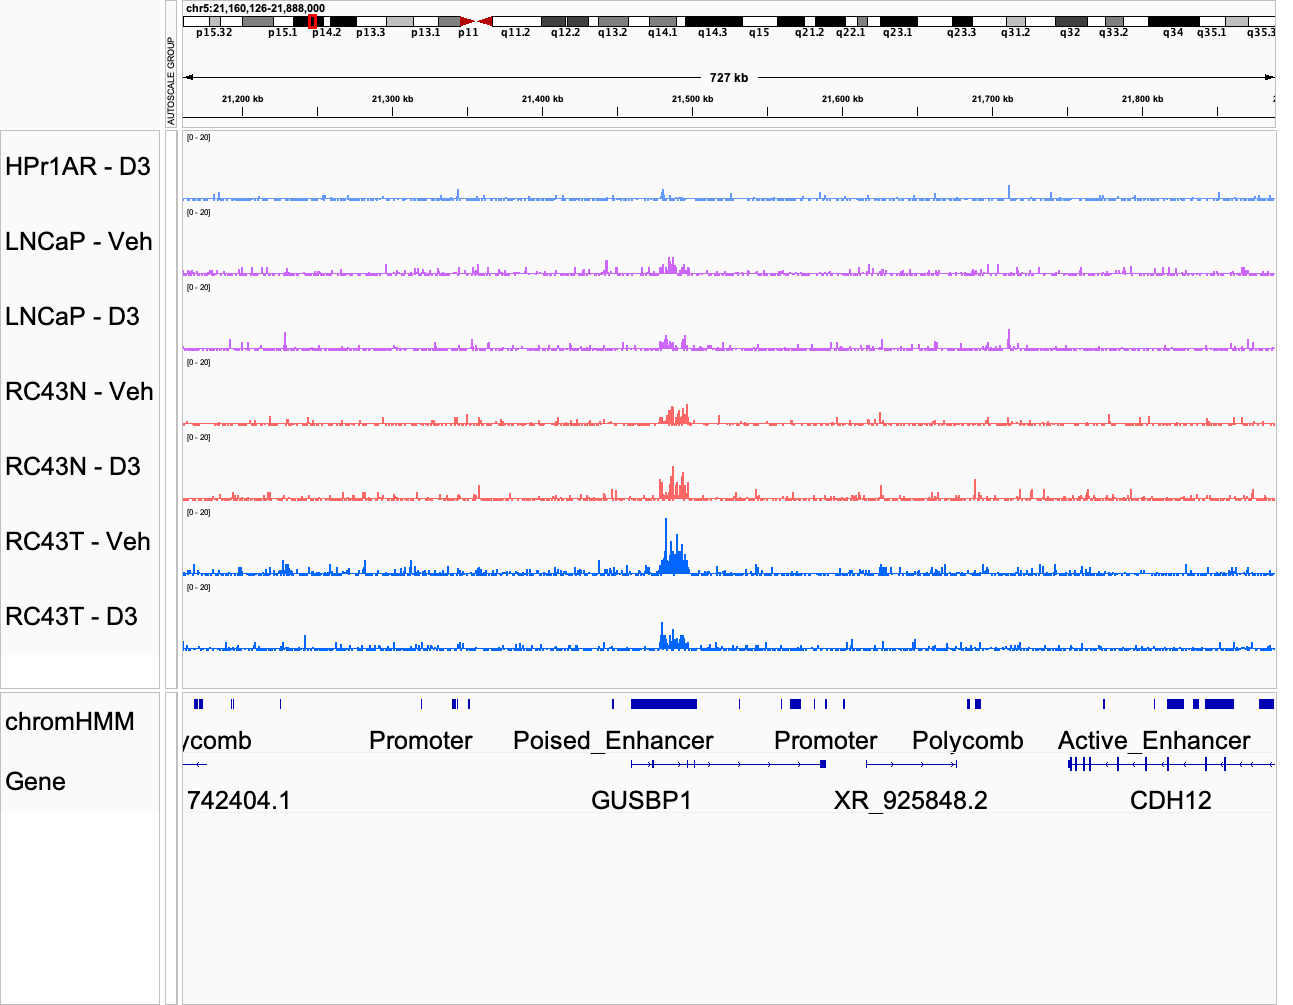 chr5:21,160,126-21,888,000
p15.32 p15.1 p14.2 p13.3 p13.1 p11 q11.2 q12.2 q13.2 q14.1 q14.3 q15 q21.2 q22.1 q23.1 q23.3 q31.2 q32 q33.2 q34 q35.1 q35.3
AUTOSCALE GROUP
727 kb
21,200 kb 21,300 kb 21,400 kb 21,500 kb 21,600 kb 21,700 kb 21,800 kb 2
[0 - 20]
HPr1AR - D3
[0 - 20]
LNCaP - Veh
[0 - 20]
LNCaP - D3
[0 - 20]
RC43N - Veh
[0 - 20]
RC43N - D3
[0 - 20]
RC43T - Veh
[0 - 20]
RC43T - D3
chromHMM
ycomb Promoter Poised_Enhancer Promoter Polycomb Active_Enhancer
Gene
742404.1 GUSBP1 XR_925848.2 CDH12